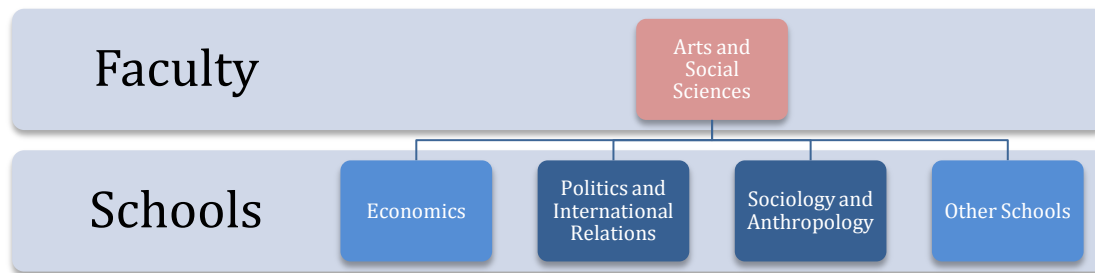 Faculty
Arts and
Social
Sciences
Schools
Economics
Politics and
International
Relations
Sociology and
Anthropology
Other Schools